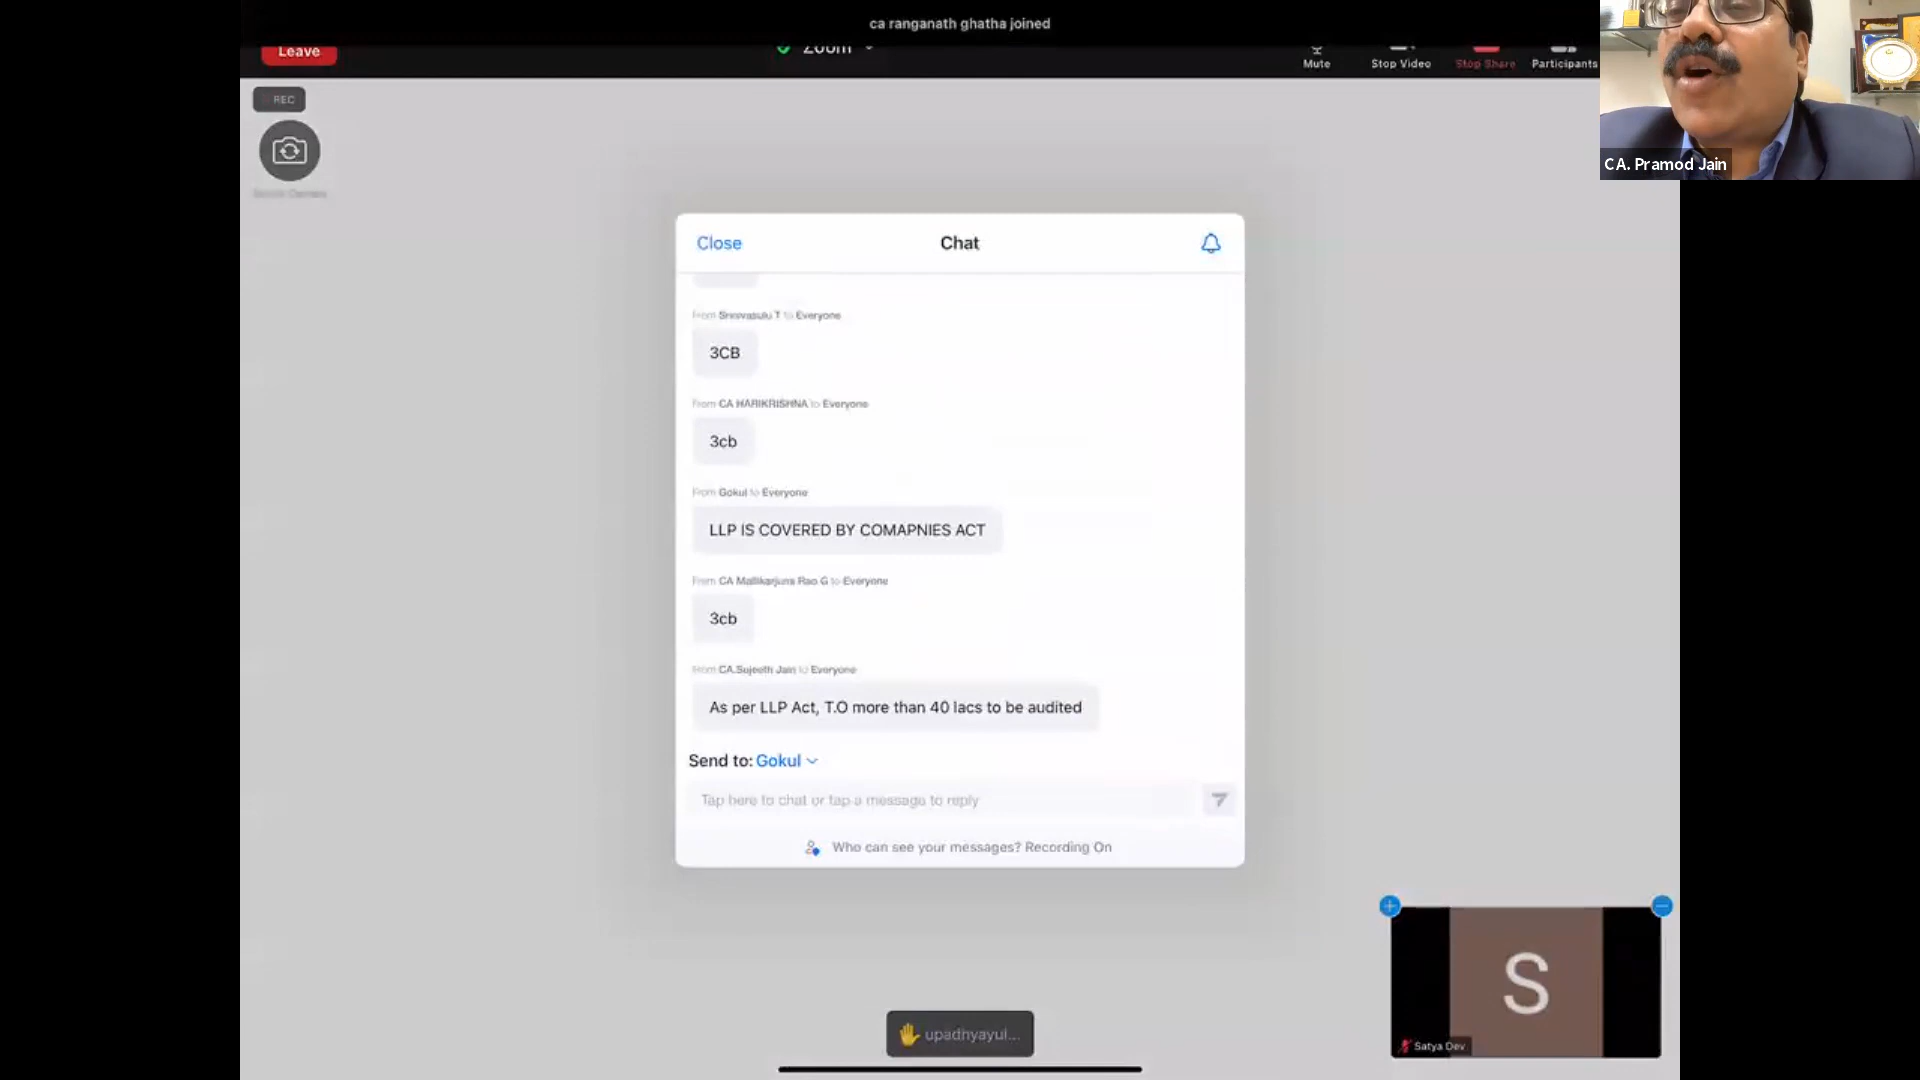 ca ranganath ghatha joined
Leave
Zoom
Mute
Stop Video
Stop Share
Participants
REC
CA. Pramod Jain
Close
Chat
From Srinivasulu T to Everyone
3CB
From CA HARIKRISHNA to Everyone
3cb
From Gokul to Everyone
LLP IS COVERED BY COMAPNIES ACT
From CA Mallikarjuna Rao G to Everyone
3cb
From CA.Sujeeth Jain to Everyone
As per LLP Act, T.O more than 40 lacs to be audited
Send to: Gokul
Tap here to chat or tap a message to reply
Who can see your messages? Recording On
S
Satya Dev
upadhyayul...